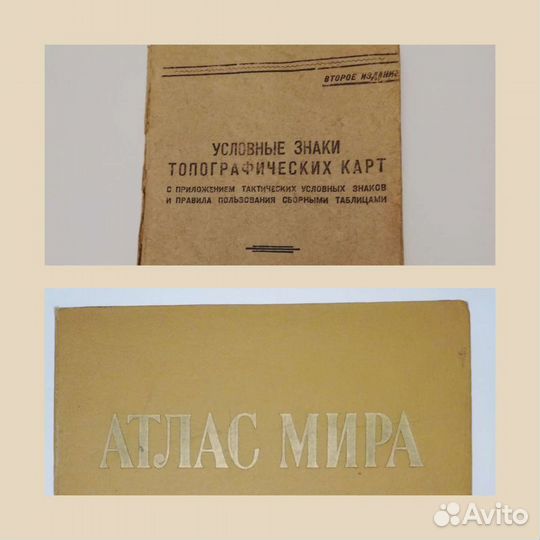 ВТОРОЕ ИЗДАНИЕ
УСЛОВНЫЕ ЗНАКИ
ТОПОГРАФИЧЕСКИХ КАРТ
С ПРИЛОЖЕНИЕМ ТАКТИЧЕСКИХ УСЛОВНЫХ ЗНАКОВ
И ПРАВИЛА ПОЛЬЗОВАНИЯ СБОРНЫМИ ТАБЛИЦАМИ
АТЛАС МИРА
Avito